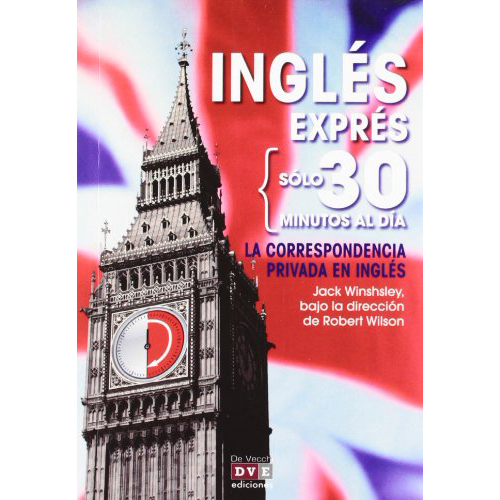 INGLÉS
EXPRÉS
SÓLO 30
MINUTOS AL DÍA
LA CORRESPONDENCIA
PRIVADA EN INGLÉS
Jack Winshsley,
bajo la dirección
de Robert Wilson
De Vecchi
DVE
ediciones